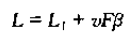 L = L₁ + vFβ